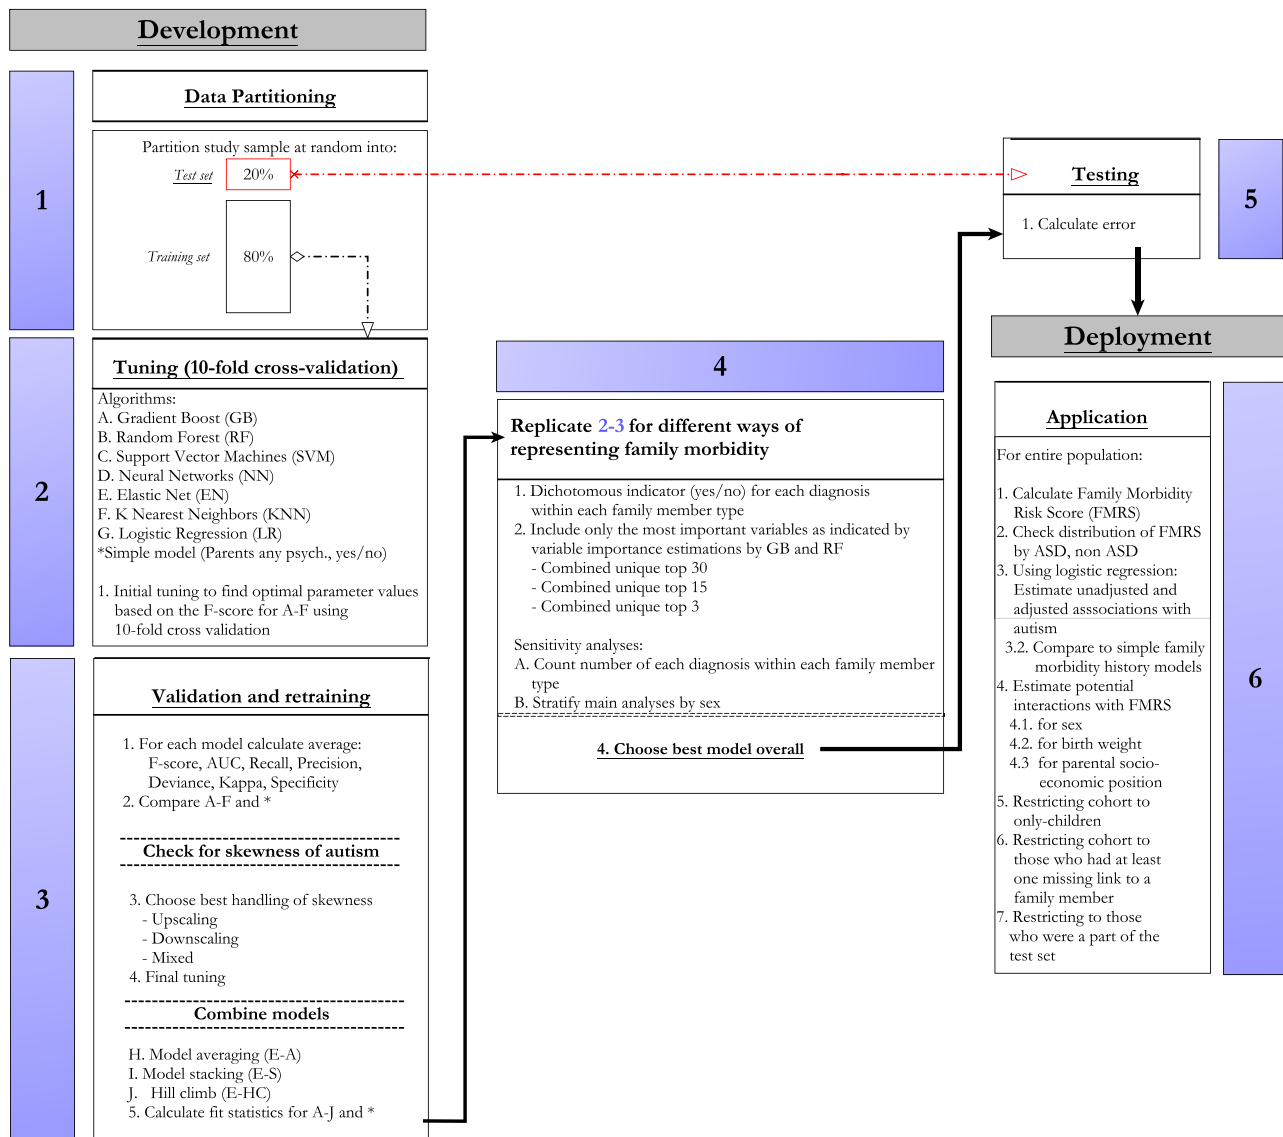 Development
1
Data Partitioning
Partition study sample at random into:
Test set
20%
Training set
80%
2
Tuning (10-fold cross-validation)
Algorithms:
A. Gradient Boost (GB)
B. Random Forest (RF)
C. Support Vector Machines (SVM)
D. Neural Networks (NN)
E. Elastic Net (EN)
F. K Nearest Neighbors (KNN)
G. Logistic Regression (LR)
*Simple model (Parents any psych., yes/no)
1. Initial tuning to find optimal parameter values
based on the F-score for A-F using
10-fold cross validation
3
Validation and retraining
1. For each model calculate average:
F-score, AUC, Recall, Precision,
Deviance, Kappa, Specificity
2. Compare A-F and *
Check for skewness of autism
3. Choose best handling of skewness
- Upscaling
- Downscaling
- Mixed
4. Final tuning
Combine models
H. Model averaging (E-A)
I. Model stacking (E-S)
J. Hill climb (E-HC)
5. Calculate fit statistics for A-J and *
4
Replicate 2-3 for different ways of
representing family morbidity
1. Dichotomous indicator (yes/no) for each diagnosis
within each family member type
2. Include only the most important variables as indicated by
variable importance estimations by GB and RF
- Combined unique top 30
- Combined unique top 15
- Combined unique top 3
Sensitivity analyses:
A. Count number of each diagnosis within each family member
type
B. Stratify main analyses by sex
4. Choose best model overall
Testing
1. Calculate error
5
Deployment
Application
For entire population:
1. Calculate Family Morbidity
Risk Score (FMRS)
2. Check distribution of FMRS
by ASD, non ASD
3. Using logistic regression:
Estimate unadjusted and
adjusted asssociations with
autism
3.2. Compare to simple family
morbidity history models
4. Estimate potential
interactions with FMRS
4.1. for sex
4.2. for birth weight
4.3 for parental socio-
economic position
5. Restricting cohort to
only-children
6. Restricting cohort to
those who had at least
one missing link to a
family member
7. Restricting to those
who were a part of the
test set
6